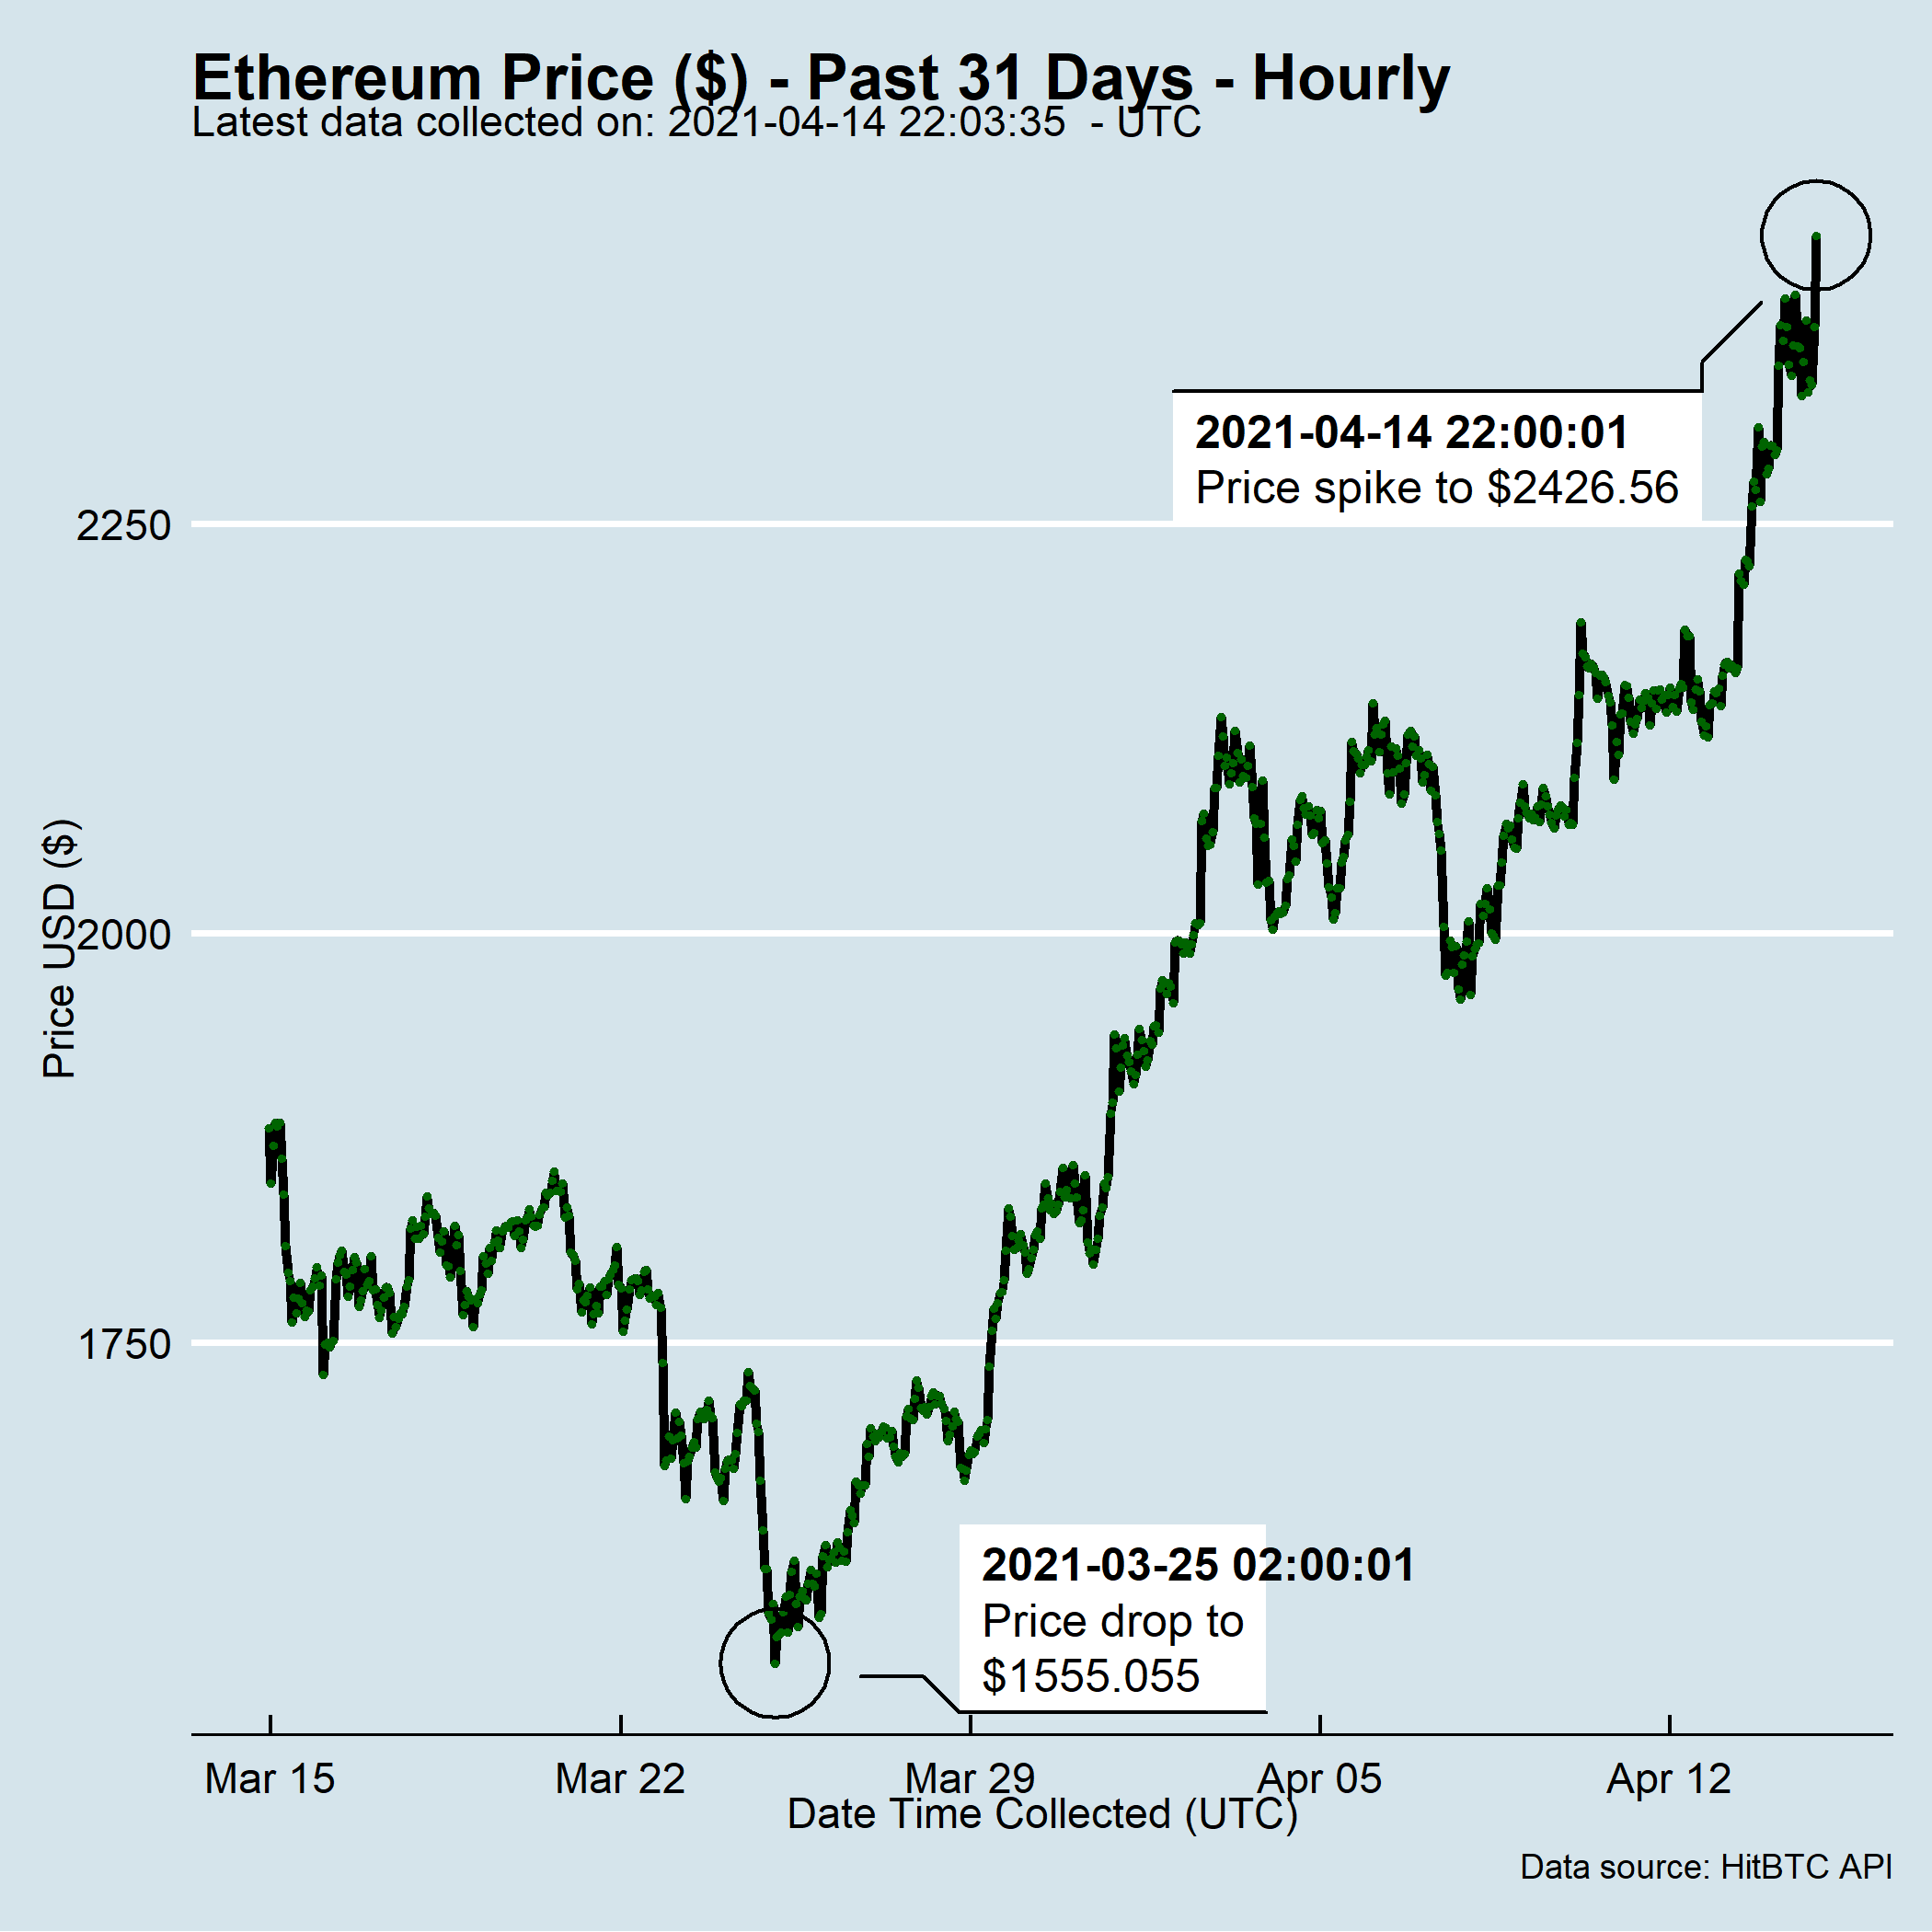 Ethereum Price ($) - Past 31 Days - Hourly
Latest data collected on: 2021-04-14 22:03:35  - UTC
2021-04-14 22:00:01
Price spike to $2426.56
2250
2000
1750
Price USD ($)
2021-03-25 02:00:01
Price drop to
$1555.055
Mar 15
Mar 22
Mar 29
Apr 05
Apr 12
Date Time Collected (UTC)
Data source: HitBTC API